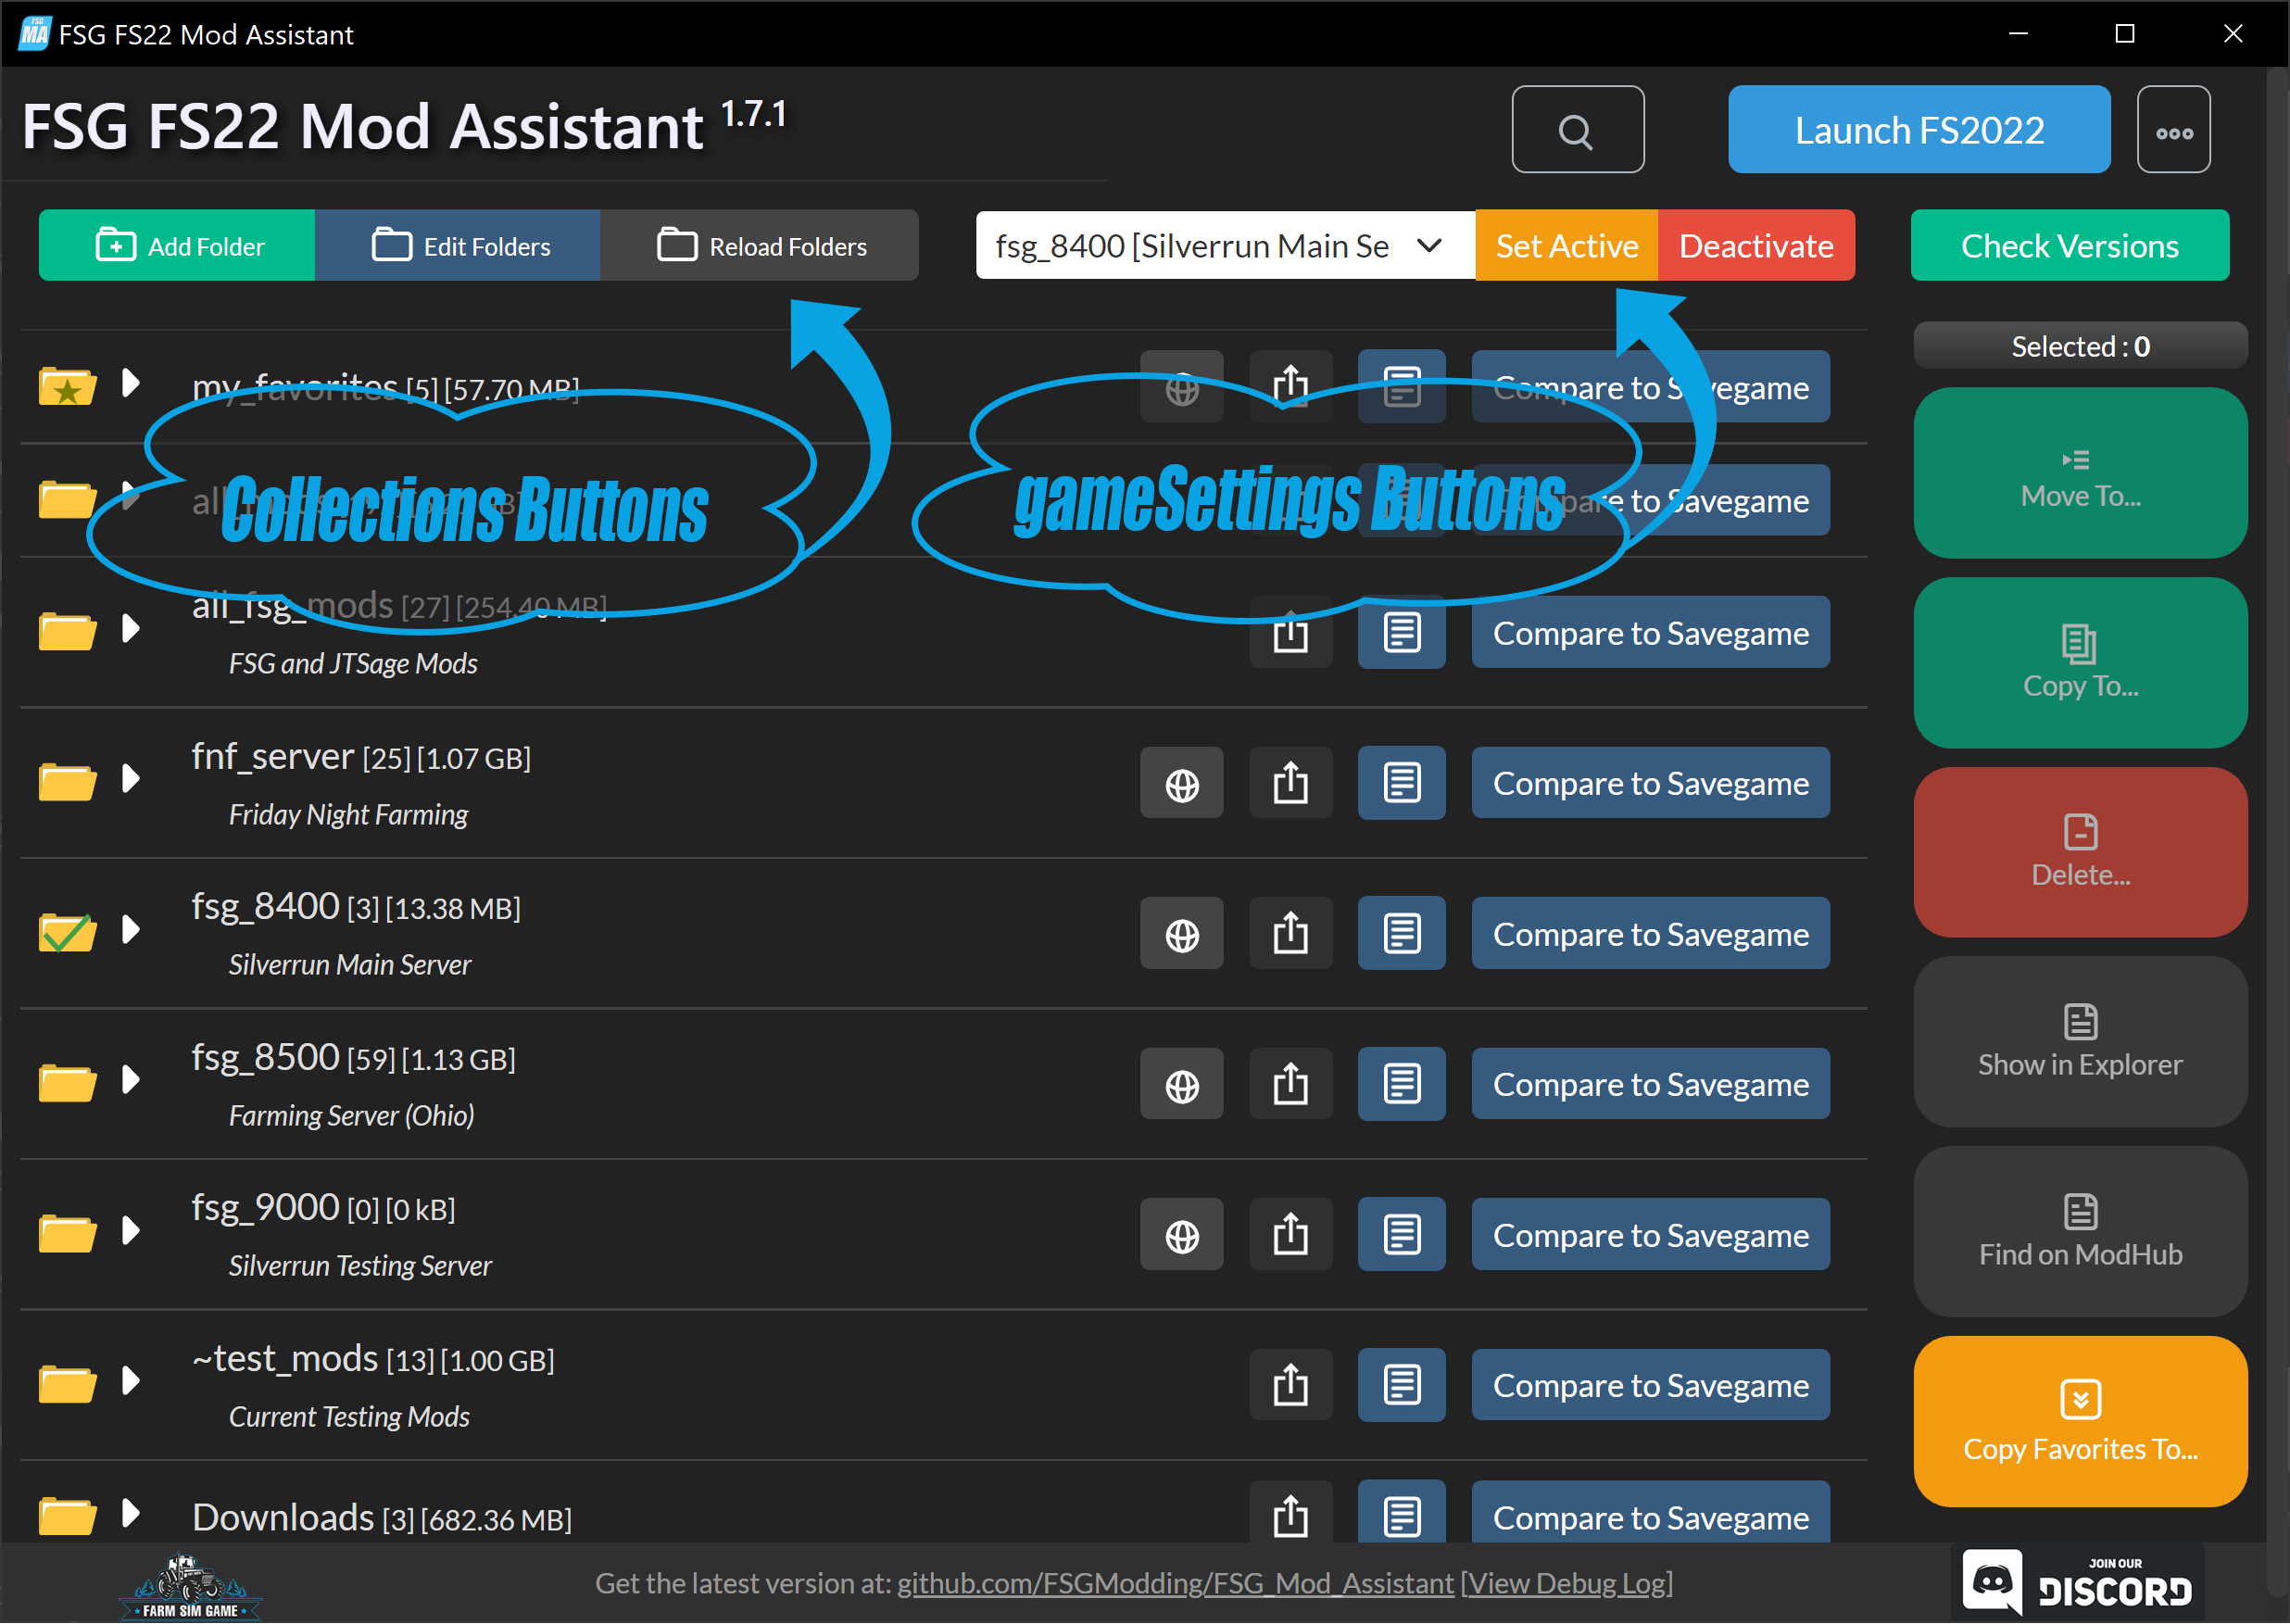 FSG FS22 Mod Assistant
FSG FS22 Mod Assistant 1.7.1
Launch FS2022
Add Folder
Edit Folders
Reload Folders
fsg_8400 [Silverrun Main Se
Set Active
Deactivate
Check Versions
Selected : 0
my_favorites [5] [57.70 MB]
Compare to Savegame
Collections Buttons
gameSettings Buttons
Compare to Savegame
all_fsg_mods [27] [254.40 MB]
FSG and JTSage Mods
Compare to Savegame
fnf_server [25] [1.07 GB]
Friday Night Farming
Compare to Savegame
fsg_8400 [3] [13.38 MB]
Silverrun Main Server
Compare to Savegame
fsg_8500 [59] [1.13 GB]
Farming Server (Ohio)
Compare to Savegame
fsg_9000 [0] [0 kB]
Silverrun Testing Server
Compare to Savegame
~test_mods [13] [1.00 GB]
Current Testing Mods
Compare to Savegame
Downloads [3] [682.36 MB]
Compare to Savegame
Move To...
Copy To...
Delete...
Show in Explorer
Find on ModHub
Copy Favorites To...
FARM SIM GAME
Get the latest version at: github.com/FSGModding/FSG_Mod_Assistant [View Debug Log]
JOIN OUR
DISCORD